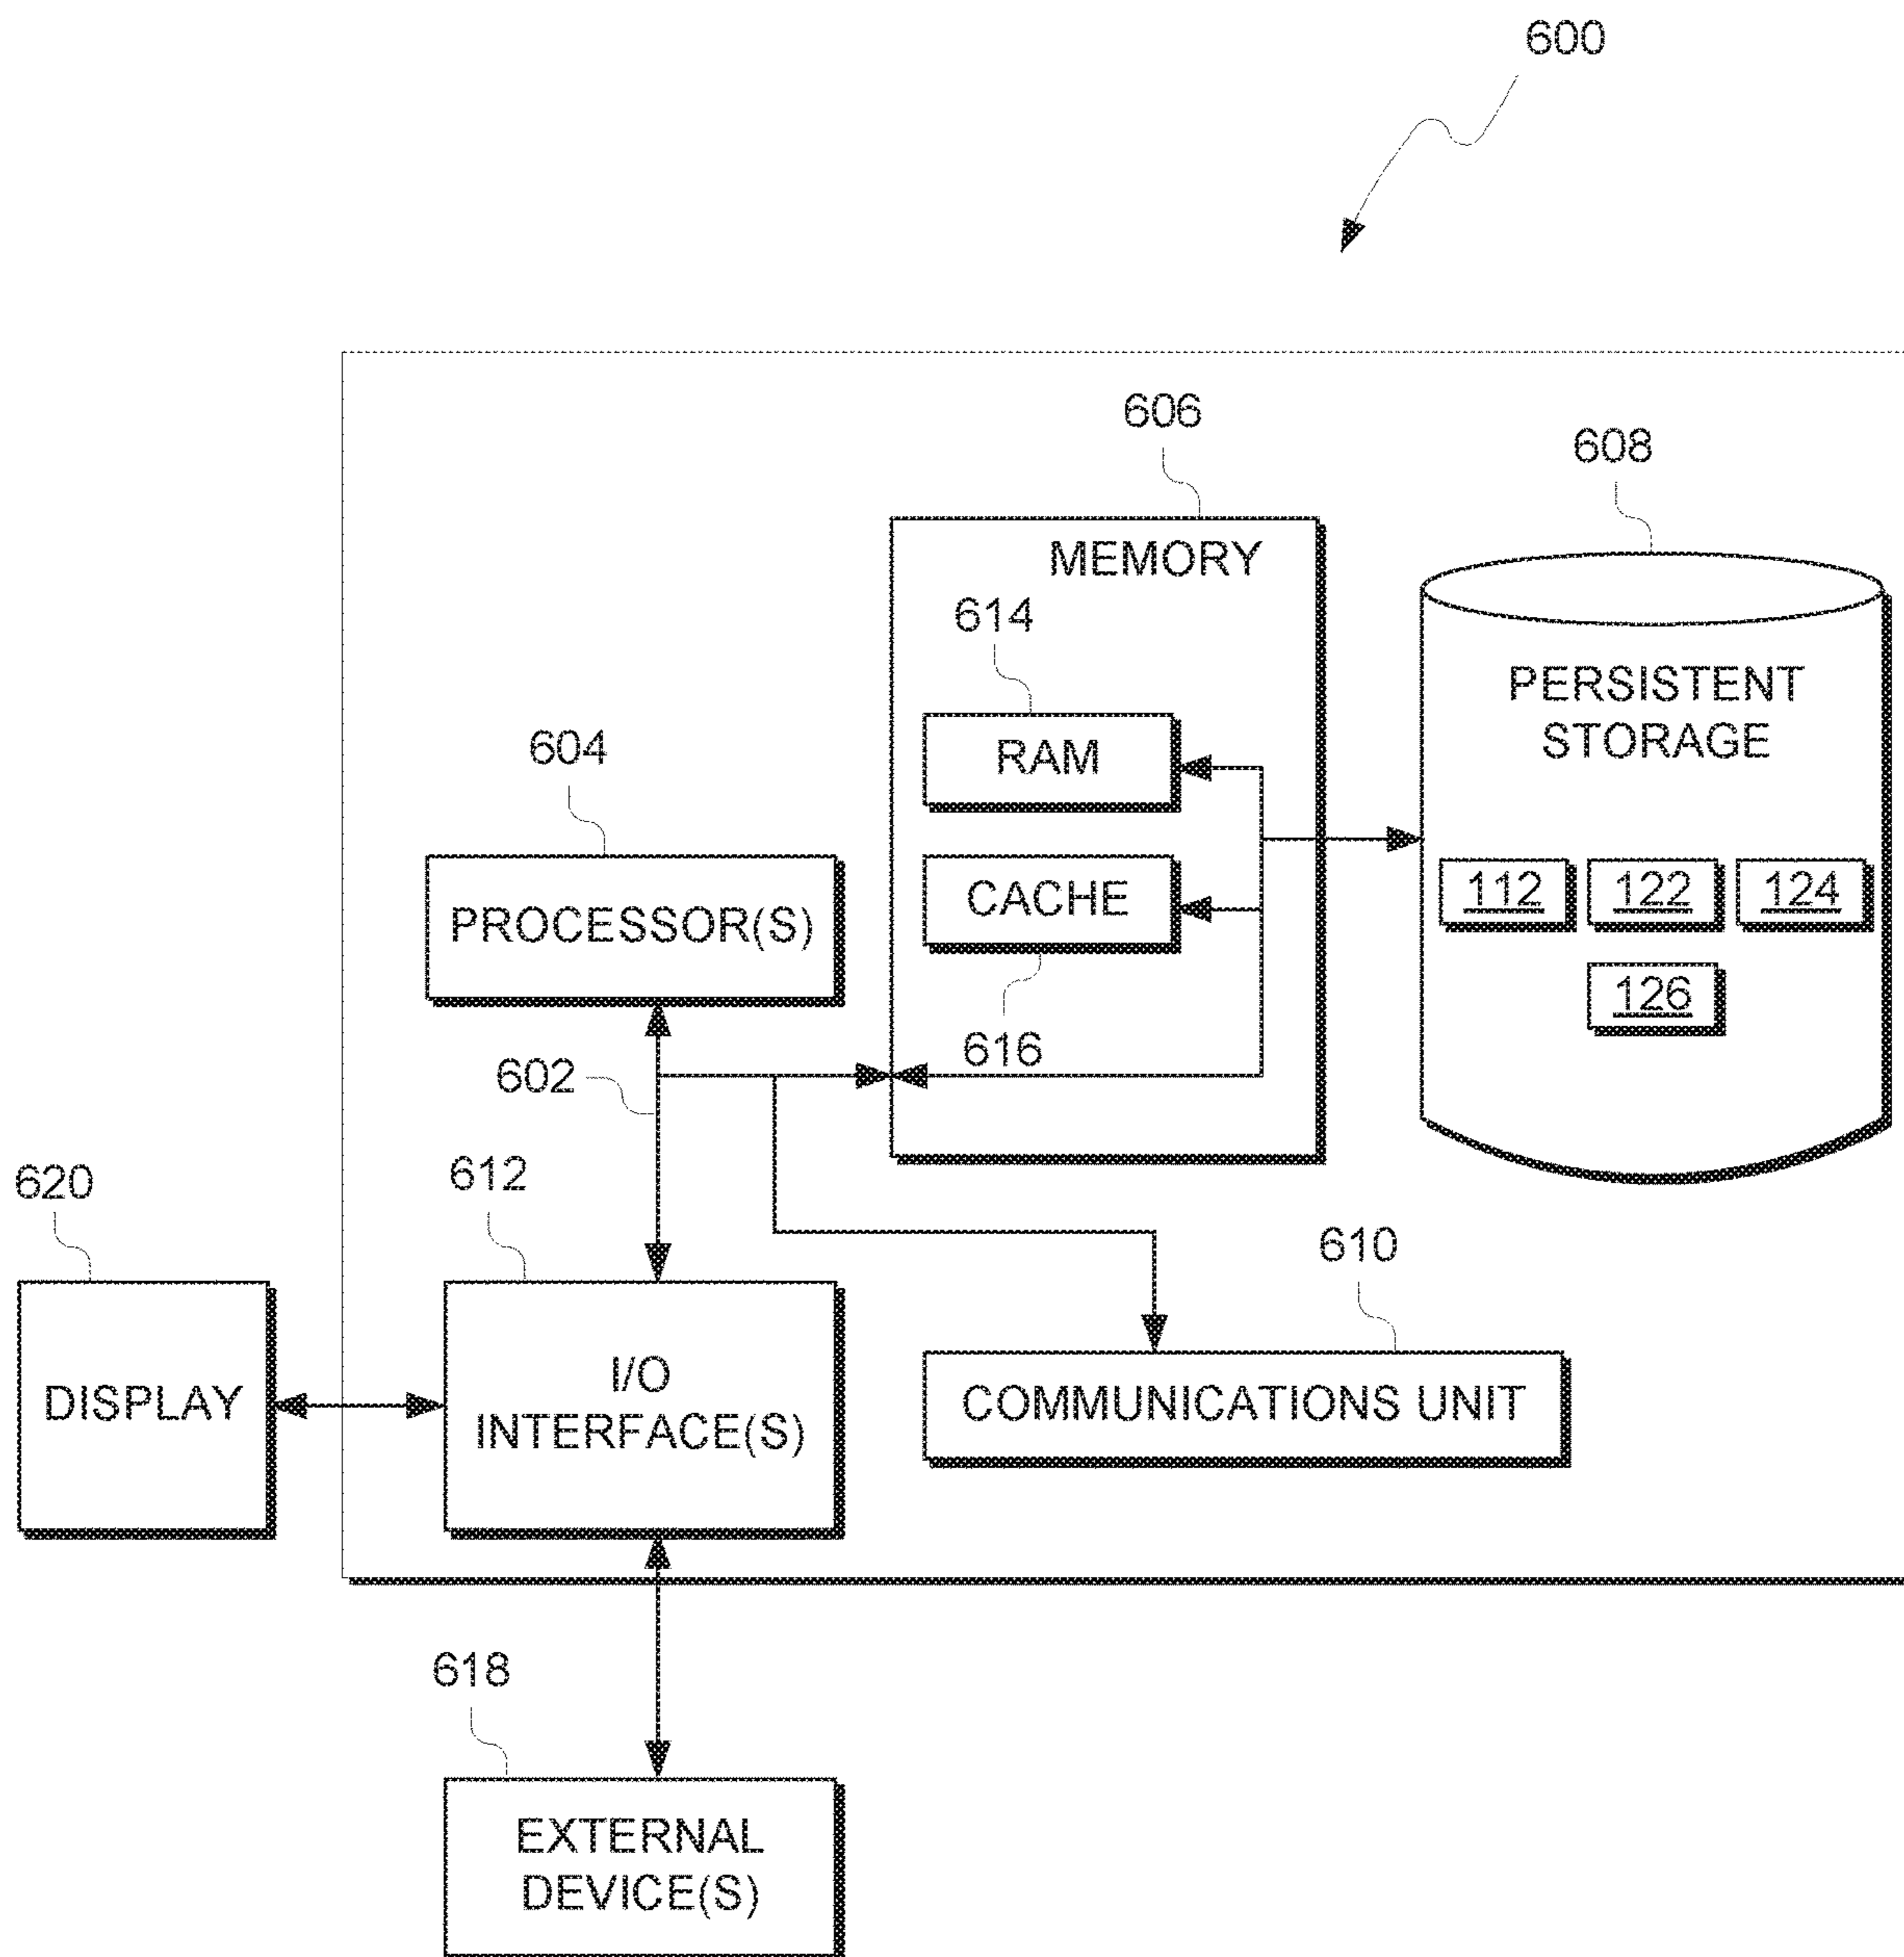 600
606
608
MEMORY
614
PERSISTENT
STORAGE
RAM
604
CACHE
112 122 124
PROCESSOR(S)
126
616
602
620
612
610
I/O
INTERFACE(S)
DISPLAY
COMMUNICATIONS UNIT
618
EXTERNAL
DEVICE(S)